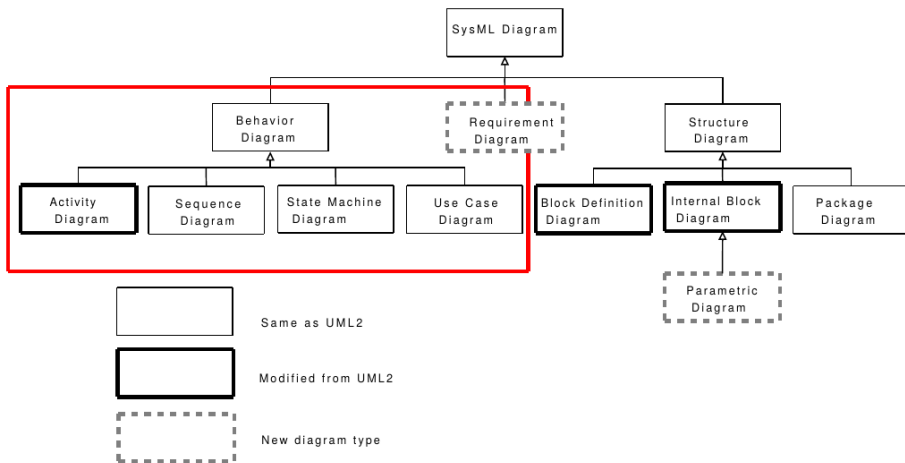 SysML Diagram
Behavior
Diagram
Requirement
Diagram
Structure
Diagram
Activity
Diagram
Sequence
Diagram
State Machine
Diagram
Use Case
Diagram
Block Definition
Diagram
Internal Block
Diagram
Package
Diagram
Parametric
Diagram
Same as UML2
Modified from UML2
New diagram type